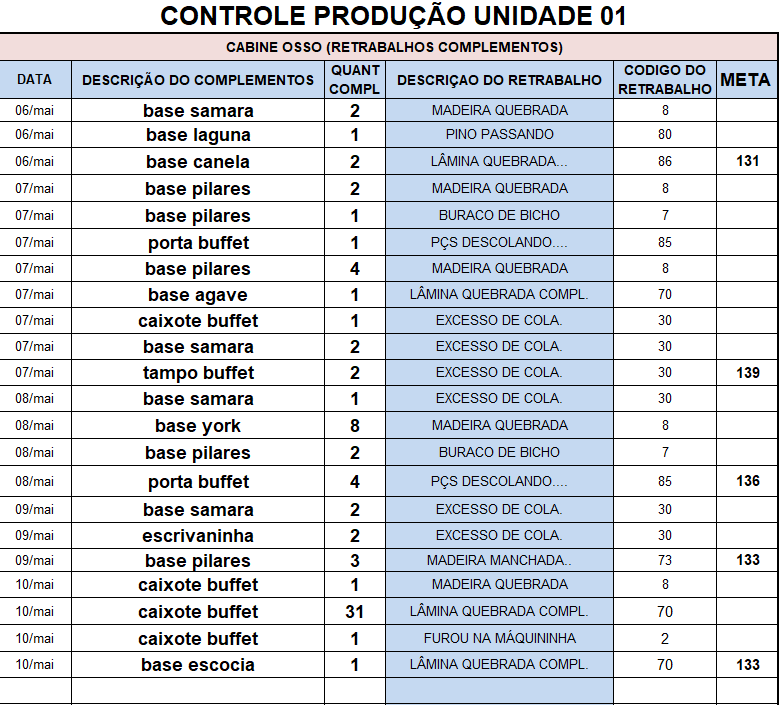 CONTROLE PRODUÇÃO UNIDADE 01
CABINE OSSO (RETRABALHOS COMPLEMENTOS)
DATA DESCRIÇÃO DO COMPLEMENTOS QUANT COMPL DESCRIÇAO DO RETRABALHO CODIGO DO RETRABALHO META
06/mai base samara 2 MADEIRA QUEBRADA 8
06/mai base laguna 1 PINO PASSANDO 80
06/mai base canela 2 LÂMINA QUEBRADA... 86 131
07/mai base pilares 2 MADEIRA QUEBRADA 8
07/mai base pilares 1 BURACO DE BICHO 7
07/mai porta buffet 1 PÇS DESCOLANDO.... 85
07/mai base pilares 4 MADEIRA QUEBRADA 8
07/mai base agave 1 LÂMINA QUEBRADA COMPL. 70
07/mai caixote buffet 1 EXCESSO DE COLA. 30
07/mai base samara 2 EXCESSO DE COLA. 30
07/mai tampo buffet 2 EXCESSO DE COLA. 30 139
08/mai base samara 1 EXCESSO DE COLA. 30
08/mai base york 8 MADEIRA QUEBRADA 8
08/mai base pilares 2 BURACO DE BICHO 7
08/mai porta buffet 4 PÇS DESCOLANDO.... 85 136
09/mai base samara 2 EXCESSO DE COLA. 30
09/mai escrivaninha 2 EXCESSO DE COLA. 30
09/mai base pilares 3 MADEIRA MANCHADA.. 73 133
10/mai caixote buffet 1 MADEIRA QUEBRADA 8
10/mai caixote buffet 31 LÂMINA QUEBRADA COMPL. 70
10/mai caixote buffet 1 FUROU NA MÁQUININHA 2
10/mai base escocia 1 LÂMINA QUEBRADA COMPL. 70 133